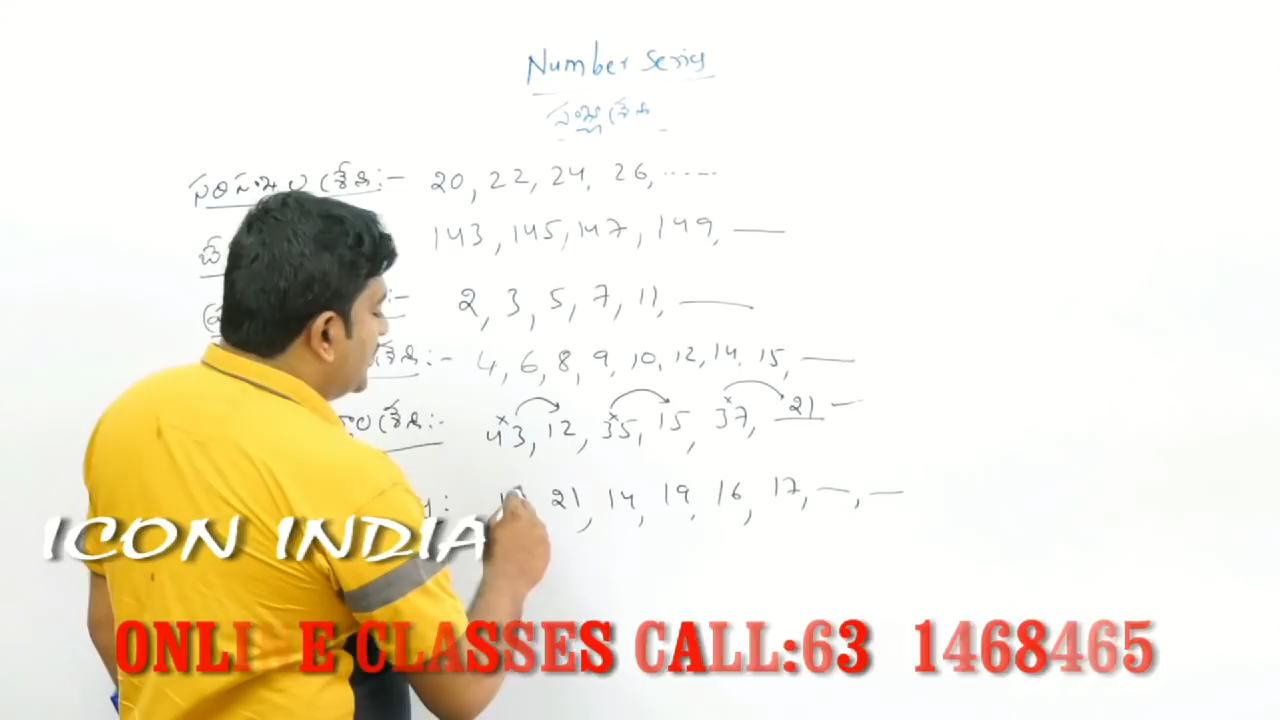 Number Series
సంఖ్యా శ్రేణి
సరి సంఖ్యల శ్రేణి :- 20, 22, 24, 26, ......
143, 145, 147, 149, —
2, 3, 5, 7, 11, —
:- 4, 6, 8, 9, 10, 12, 14, 15, —
శ్రేణి:- 43, 12, 35, 15, 37, 21 —
: 21, 14, 19, 16, 17, —, —
ICON INDIA
ONLI E CLASSES CALL:63 1468465